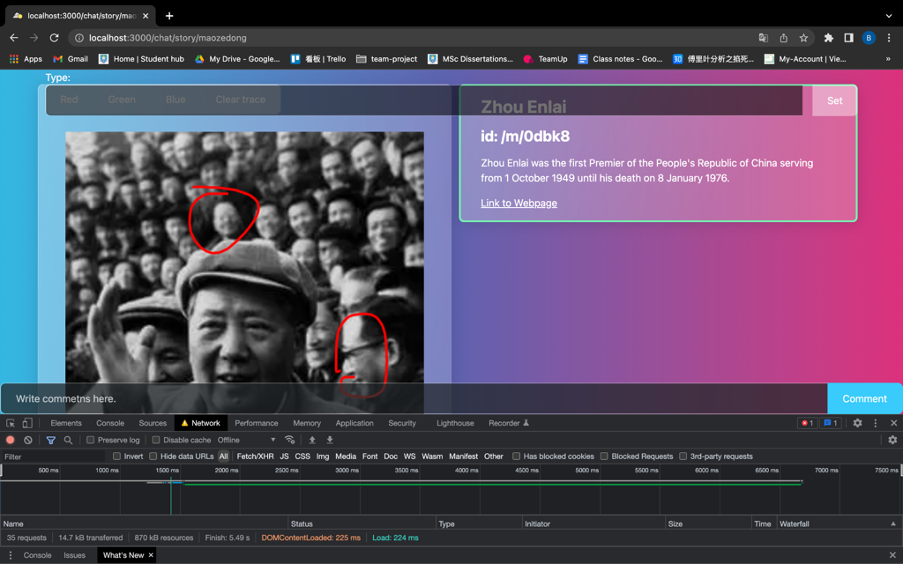 localhost:3000/chat/story/maoz
localhost:3000/chat/story/maozedong
B
Apps Gmail Home | Student hub My Drive - Google... 看板 | Trello team-project MSc Dissertations... TeamUp Class notes - Goo... 知 傅里叶分析之掐死... My-Account | View... »
Type:
Red Green Blue Clear trace
Set
Zhou Enlai
id: /m/0dbk8
Zhou Enlai was the first Premier of the People's Republic of China serving
from 1 October 1949 until his death on 8 January 1976.
Link to Webpage
Write commetns here.
Comment
Elements Console Sources Network Performance Memory Application Security Lighthouse Recorder 1 1
Preserve log Disable cache Offline
Filter Invert Hide data URLs All Fetch/XHR JS CSS Img Media Font Doc WS Wasm Manifest Other Has blocked cookies Blocked Requests 3rd-party requests
500 ms 1000 ms 1500 ms 2000 ms 2500 ms 3000 ms 3500 ms 4000 ms 4500 ms 5000 ms 5500 ms 6000 ms 6500 ms 7000 ms 7500 ms
Name Status Type Initiator Size Time Waterfall
35 requests 14.7 kB transferred 870 kB resources Finish: 5.49 s DOMContentLoaded: 225 ms Load: 224 ms
Console Issues What's New